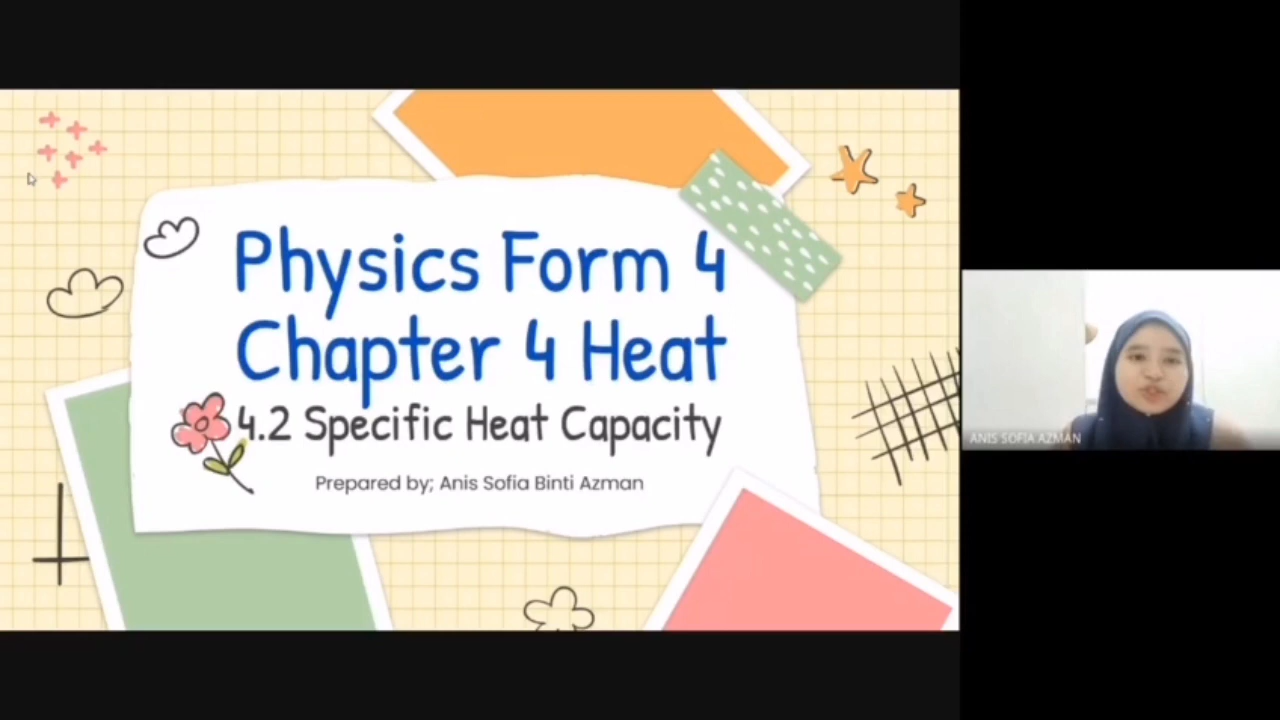 Physics Form 4
Chapter 4 Heat
4.2 Specific Heat Capacity
Prepared by; Anis Sofia Binti Azman
ANIS SOFIA AZMAN